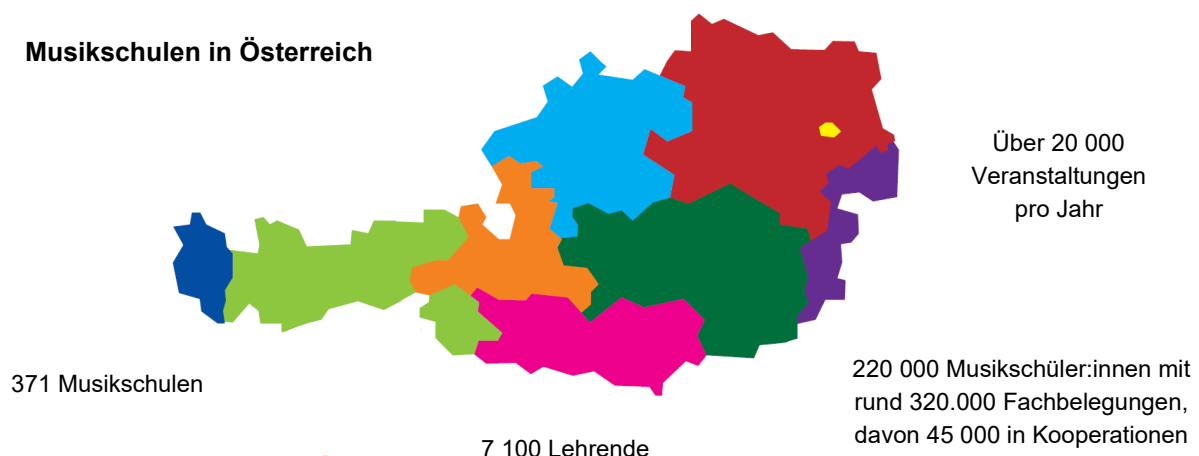 Musikschulen in Österreich
Über 20 000
Veranstaltungen
pro Jahr
371 Musikschulen
220 000 Musikschüler:innen mit
rund 320.000 Fachbelegungen,
davon 45 000 in Kooperationen
7 100 Lehrende